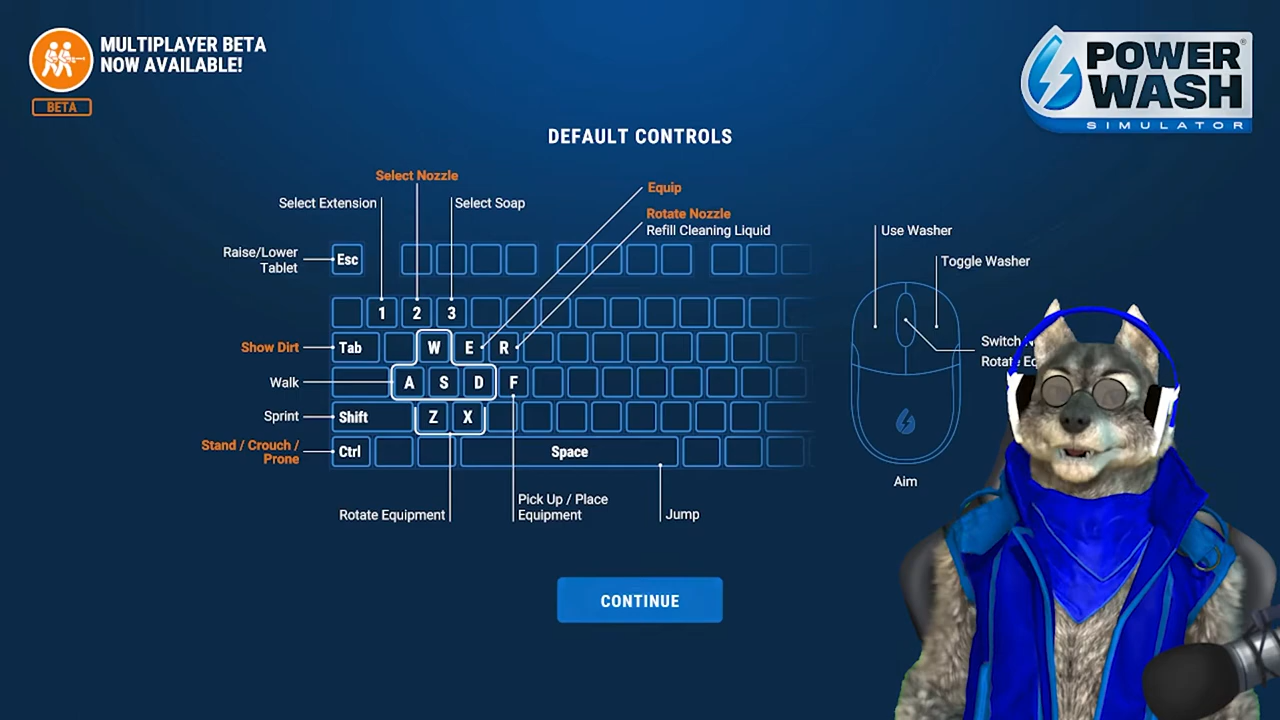 MULTIPLAYER BETA
NOW AVAILABLE!
BETA
POWER
WASH
SIMULATOR
DEFAULT CONTROLS
Select Nozzle
Select Extension
Select Soap
Equip
Rotate Nozzle
Refill Cleaning Liquid
Raise/Lower
Tablet
Esc
1 2 3
Show Dirt
Tab W E R
Walk
A S D F
Sprint
Shift Z X
Stand / Crouch /
Prone
Ctrl Space
Rotate Equipment
Pick Up / Place
Equipment
Jump
Use Washer
Toggle Washer
Switch
Rotate
Aim
CONTINUE